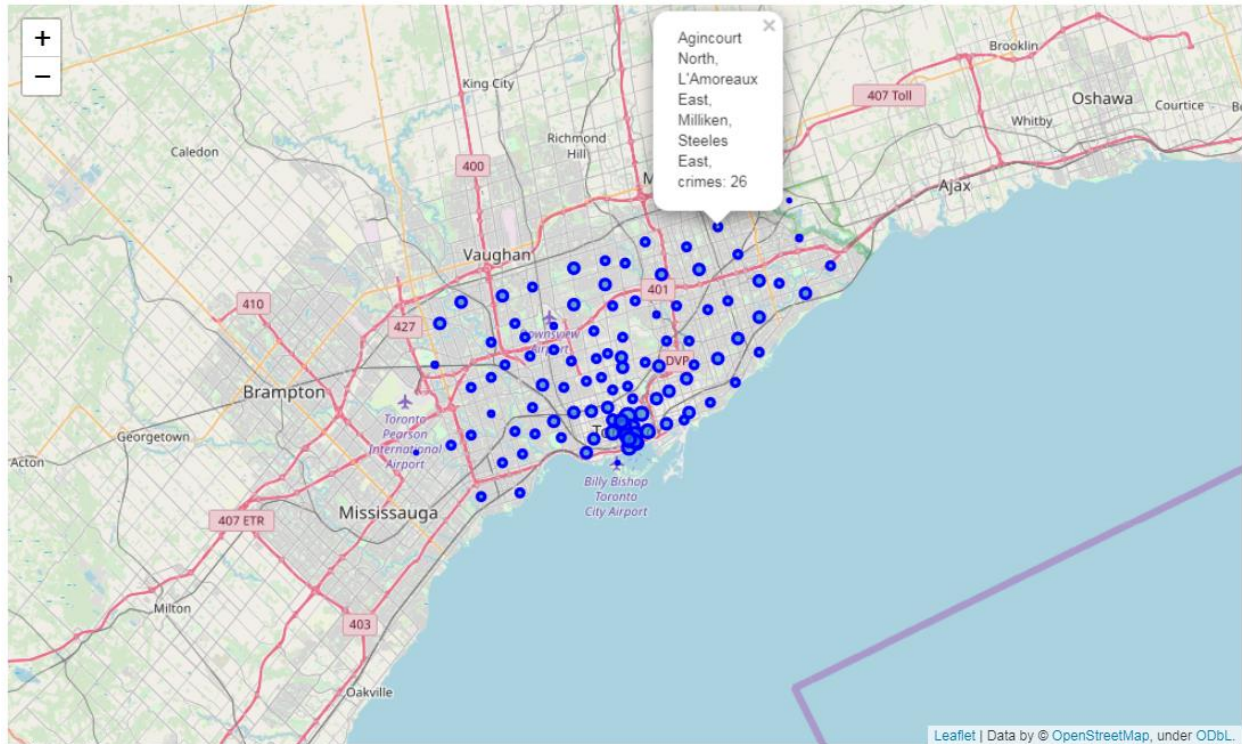 +
−
×
Agincourt
North,
L'Amoreaux
East,
Milliken,
Steeles
East,
crimes: 26
Brooklin
407 Toll
Oshawa
Courtice
Whitby
Ajax
King City
Richmond
Hill
400
Caledon
Vaughan
401
410
427
Downsview
Airport
DVP
Brampton
Toronto
Pearson
International
Airport
Georgetown
Acton
Billy Bishop
Toronto
City Airport
407 ETR
Mississauga
Milton
403
Oakville
Leaflet | Data by © OpenStreetMap, under ODbL.